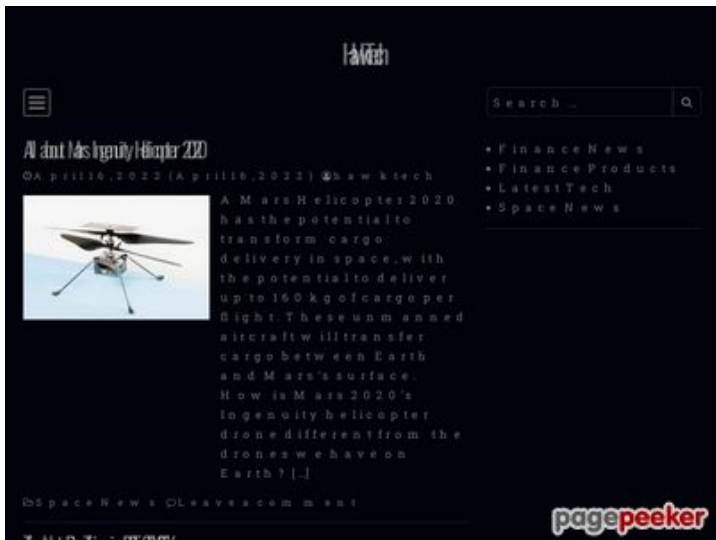 HawkTech
Search …
All about Mars Ingenuity Helicopter 2020
April 16, 2022 (April 16, 2022) hawktech
A Mars Helicopter 2020
has the potential to
transform cargo
delivery in space, with
the potential to deliver
up to 160 kg of cargo per
flight. These unmanned
aircraft will transfer
cargo between Earth
and Mars's surface.
How is Mars 2020's
Ingenuity helicopter
drone different from the
drones we have on
Earth? […]
Space News Leave a comment
• Finance News
• Finance Products
• Latest Tech
• Space News
pagepeeker